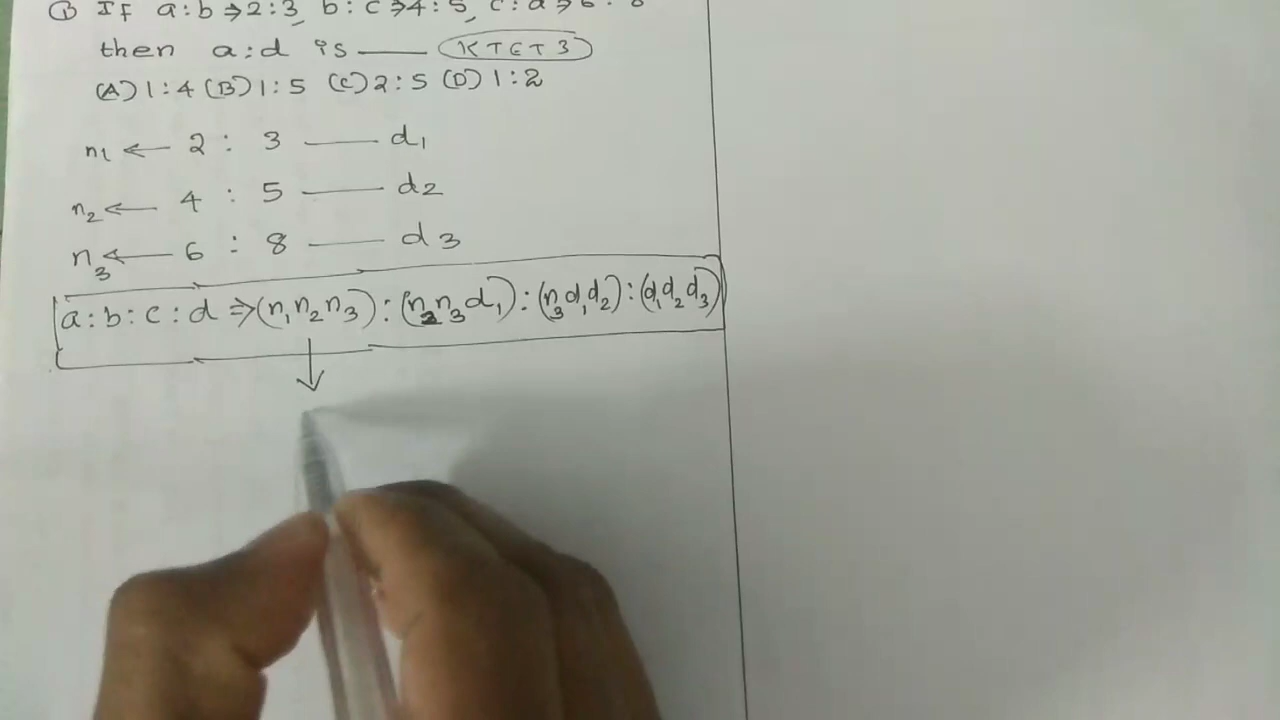 ① If a:b ⇒ 2:3, b:c ⇒ 4:5, c:d ⇒ 6:8
then a:d is —— KTET 3
(A) 1:4 (B) 1:5 (C) 2:5 (D) 1:2
n₁ ← 2 : 3 —— d₁
n₂ ← 4 : 5 —— d₂
n₃ ← 6 : 8 —— d₃
a:b:c:d ⇒ (n₁n₂n₃) : (n₂n₃d₁) : (n₃d₁d₂) : (d₁d₂d₃)